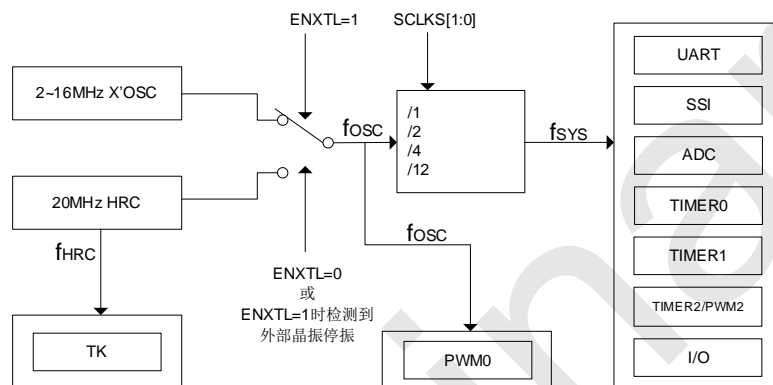 ENXTL=1
SCLKS[1:0]
2~16MHz X'OSC
20MHz HRC
fHRC
TK
fOSC
/1
/2
/4
/12
fSYS
fOSC
PWM0
ENXTL=0
或
ENXTL=1时检测到
外部晶振停振
UART
SSI
ADC
TIMER0
TIMER1
TIMER2/PWM2
I/O